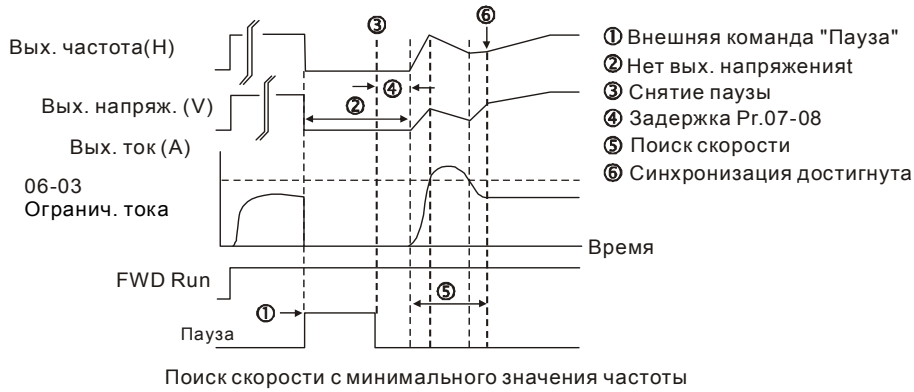 ③
⑥
Вых. частота(H)
① Внешняя команда "Пауза"
② Нет вых. напряженияt
③ Снятие паузы
④ Задержка Pr.07-08
⑤ Поиск скорости
⑥ Синхронизация достигнута
④
②
Вых. напряж. (V)
Вых. ток (A)
06-03
Огранич. тока
Время
FWD Run
⑤
①
Пауза
Поиск скорости с минимального значения частоты